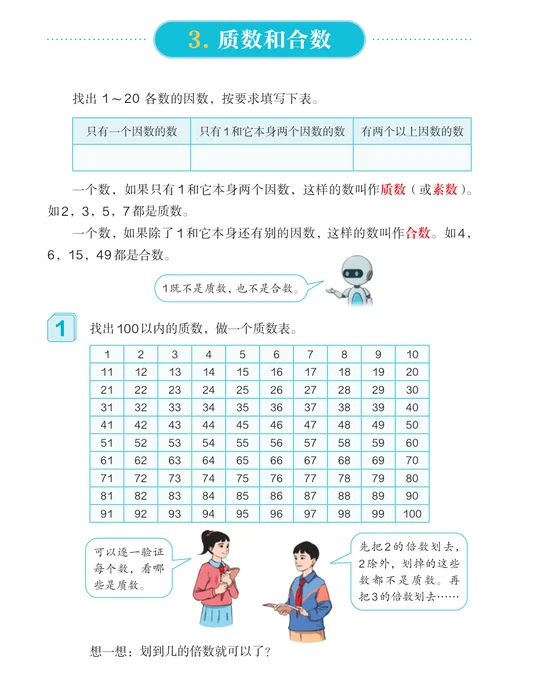 3. 质数和合数
找出 1～20 各数的因数，按要求填写下表。
只有一个因数的数 只有1和它本身两个因数的数 有两个以上因数的数
一个数，如果只有1和它本身两个因数，这样的数叫作质数（或素数）。
如2，3，5，7都是质数。
一个数，如果除了1和它本身还有别的因数，这样的数叫作合数。如4，
6，15，49都是合数。
1既不是质数，也不是合数。
1
找出100以内的质数，做一个质数表。
1 2 3 4 5 6 7 8 9 10
11 12 13 14 15 16 17 18 19 20
21 22 23 24 25 26 27 28 29 30
31 32 33 34 35 36 37 38 39 40
41 42 43 44 45 46 47 48 49 50
51 52 53 54 55 56 57 58 59 60
61 62 63 64 65 66 67 68 69 70
71 72 73 74 75 76 77 78 79 80
81 82 83 84 85 86 87 88 89 90
91 92 93 94 95 96 97 98 99 100
可以逐一验证
每个数，看哪
些是质数。
先把2的倍数划去，
2除外，划掉的这些
数都不是质数。再
把3的倍数划去……
想一想：划到几的倍数就可以了？